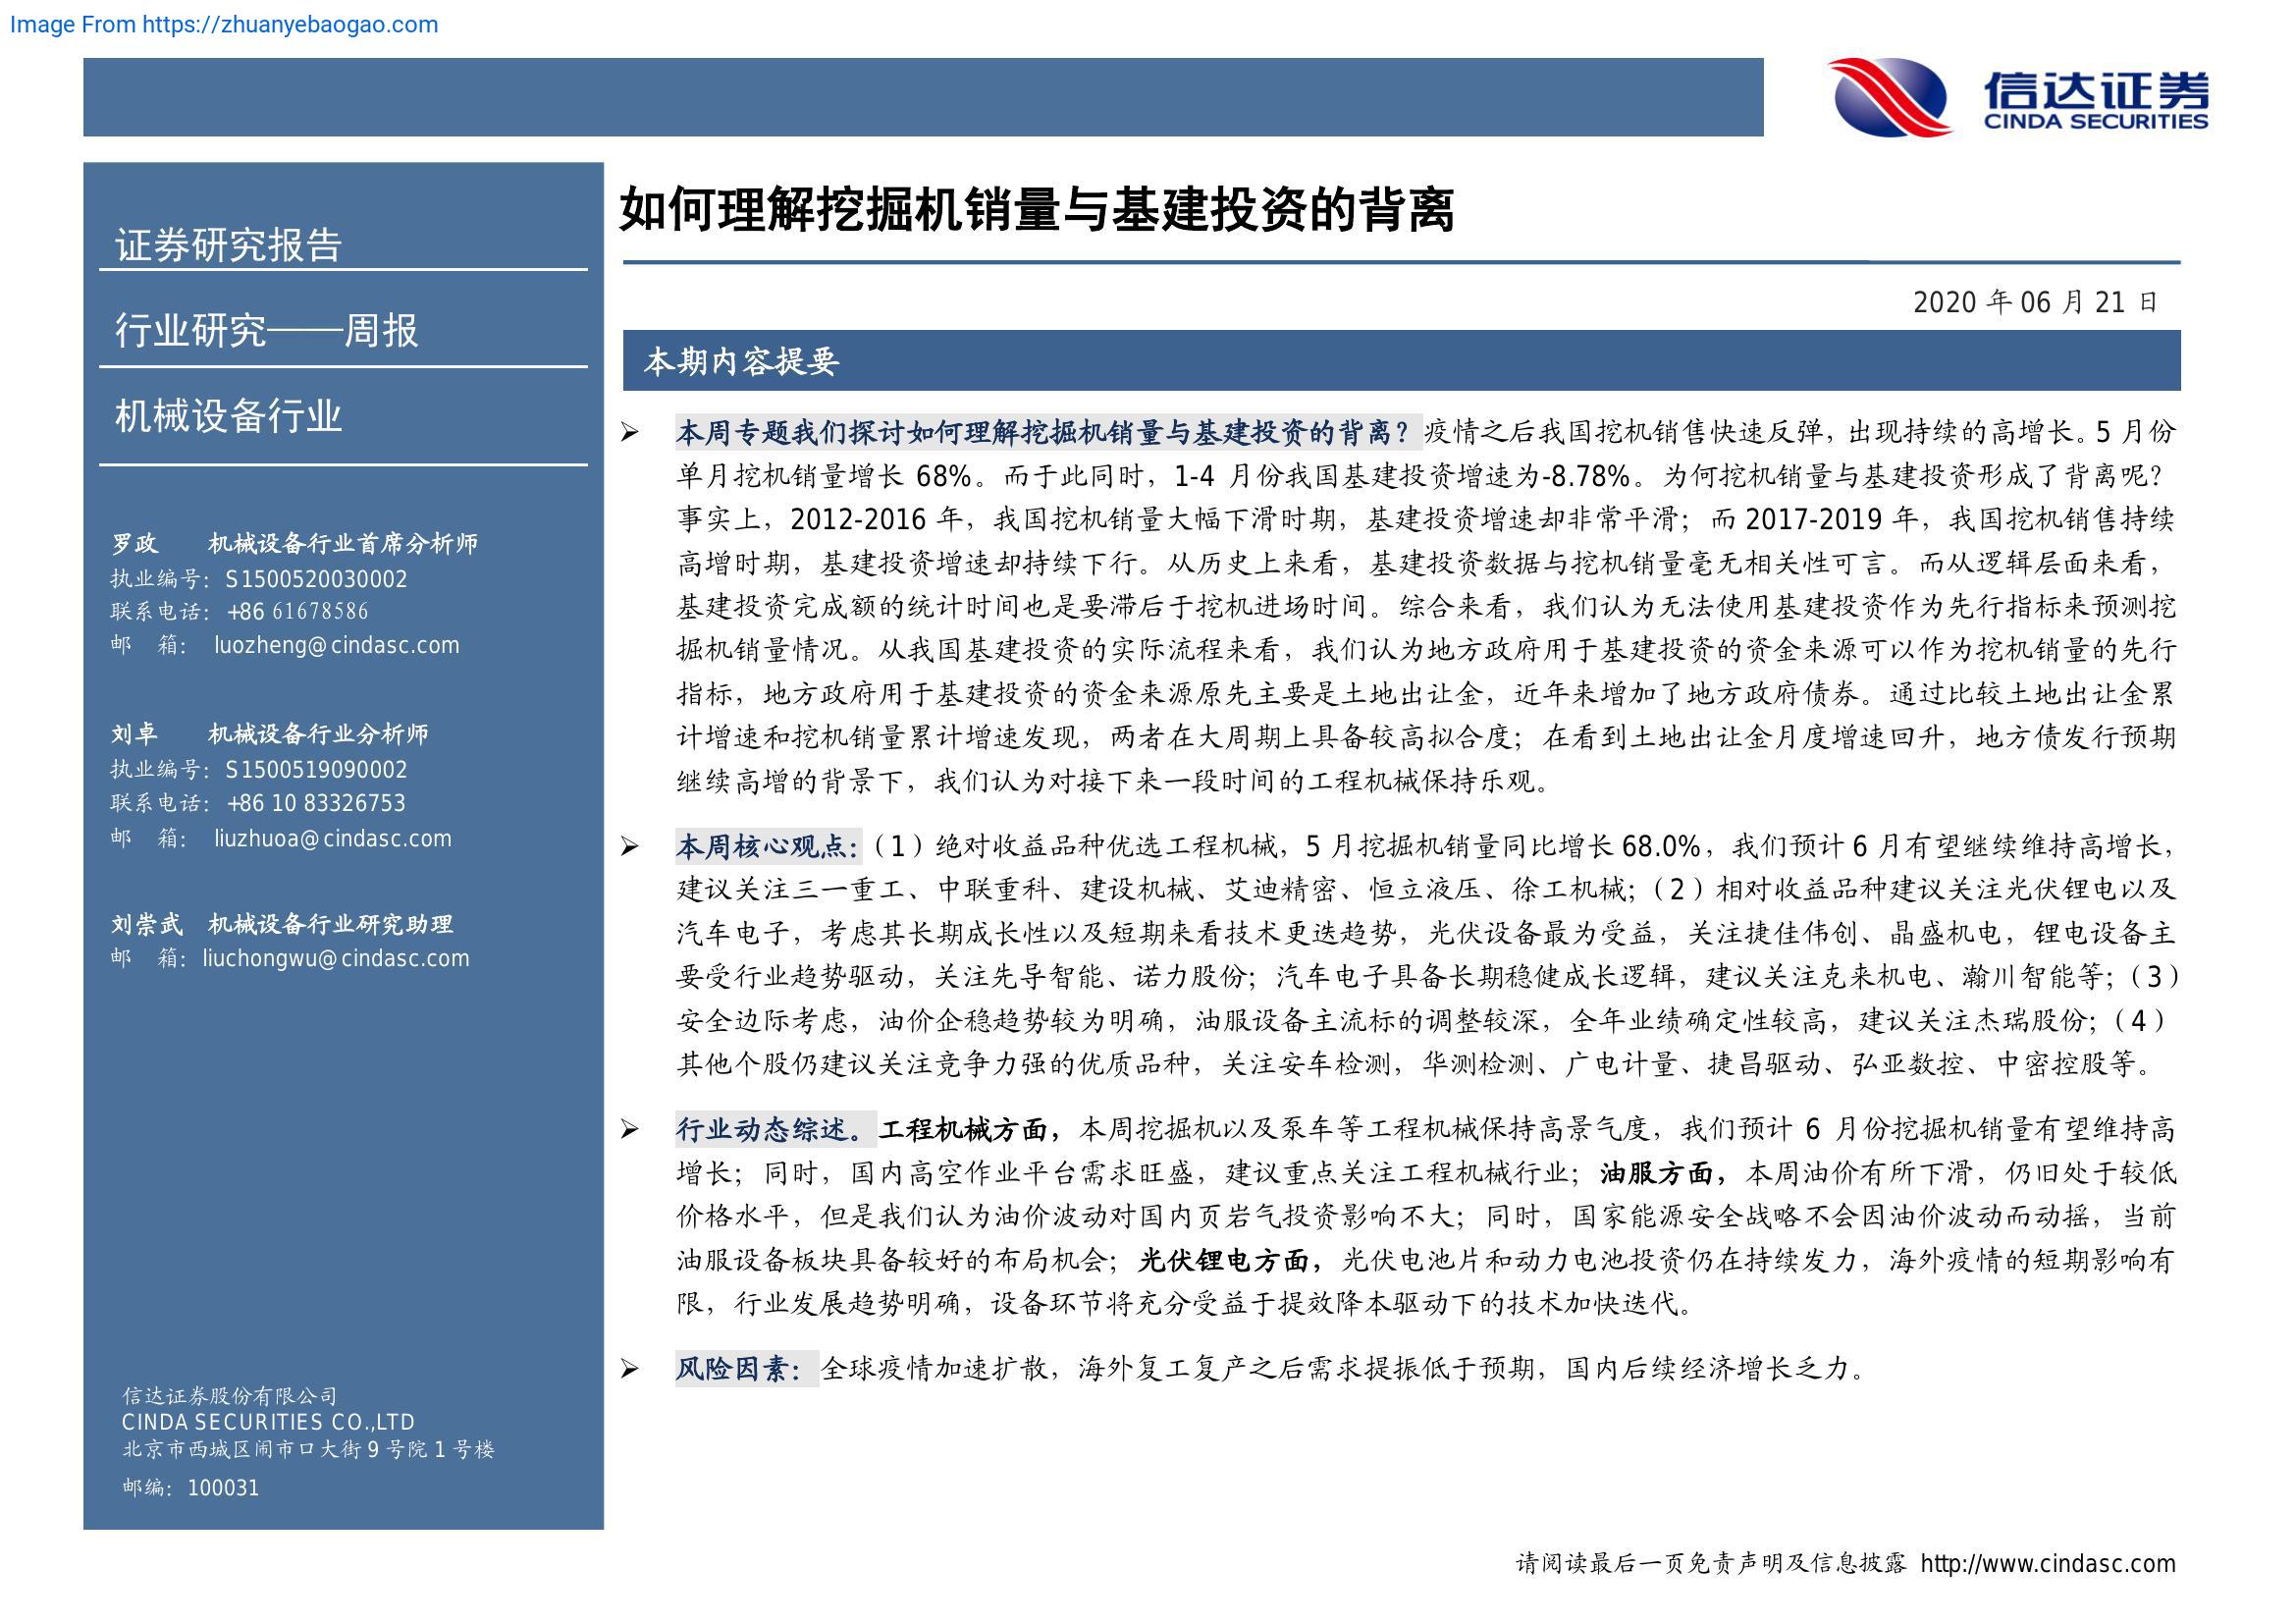 Image From https://zhuanyebaogao.com
信达证券
CINDA SECURITIES
证券研究报告
行业研究——周报
机械设备行业
罗政 机械设备行业首席分析师
执业编号：S1500520030002
联系电话：+86 61678586
邮 箱： luozheng@cindasc.com
刘卓 机械设备行业分析师
执业编号：S1500519090002
联系电话：+86 10 83326753
邮 箱： liuzhuoa@cindasc.com
刘崇武 机械设备行业研究助理
邮 箱：liuchongwu@cindasc.com
信达证券股份有限公司
CINDA SECURITIES CO.,LTD
北京市西城区闹市口大街 9 号院 1 号楼
邮编：100031
如何理解挖掘机销量与基建投资的背离
2020 年 06 月 21 日
本期内容提要
➢ 本周专题我们探讨如何理解挖掘机销量与基建投资的背离？疫情之后我国挖机销售快速反弹，出现持续的高增长。5 月份
单月挖机销量增长 68%。而于此同时，1-4 月份我国基建投资增速为-8.78%。为何挖机销量与基建投资形成了背离呢？
事实上，2012-2016 年，我国挖机销量大幅下滑时期，基建投资增速却非常平滑；而 2017-2019 年，我国挖机销售持续
高增时期，基建投资增速却持续下行。从历史上来看，基建投资数据与挖机销量毫无相关性可言。而从逻辑层面来看，
基建投资完成额的统计时间也是要滞后于挖机进场时间。综合来看，我们认为无法使用基建投资作为先行指标来预测挖
掘机销量情况。从我国基建投资的实际流程来看，我们认为地方政府用于基建投资的资金来源可以作为挖机销量的先行
指标，地方政府用于基建投资的资金来源原先主要是土地出让金，近年来增加了地方政府债券。通过比较土地出让金累
计增速和挖机销量累计增速发现，两者在大周期上具备较高拟合度；在看到土地出让金月度增速回升，地方债发行预期
继续高增的背景下，我们认为对接下来一段时间的工程机械保持乐观。
➢ 本周核心观点：（1）绝对收益品种优选工程机械，5 月挖掘机销量同比增长 68.0%，我们预计 6 月有望继续维持高增长，
建议关注三一重工、中联重科、建设机械、艾迪精密、恒立液压、徐工机械；（2）相对收益品种建议关注光伏锂电以及
汽车电子，考虑其长期成长性以及短期来看技术更迭趋势，光伏设备最为受益，关注捷佳伟创、晶盛机电，锂电设备主
要受行业趋势驱动，关注先导智能、诺力股份；汽车电子具备长期稳健成长逻辑，建议关注克来机电、瀚川智能等；（3）
安全边际考虑，油价企稳趋势较为明确，油服设备主流标的调整较深，全年业绩确定性较高，建议关注杰瑞股份；（4）
其他个股仍建议关注竞争力强的优质品种，关注安车检测，华测检测、广电计量、捷昌驱动、弘亚数控、中密控股等。
➢ 行业动态综述。工程机械方面，本周挖掘机以及泵车等工程机械保持高景气度，我们预计 6 月份挖掘机销量有望维持高
增长；同时，国内高空作业平台需求旺盛，建议重点关注工程机械行业；油服方面，本周油价有所下滑，仍旧处于较低
价格水平，但是我们认为油价波动对国内页岩气投资影响不大；同时，国家能源安全战略不会因油价波动而动摇，当前
油服设备板块具备较好的布局机会；光伏锂电方面，光伏电池片和动力电池投资仍在持续发力，海外疫情的短期影响有
限，行业发展趋势明确，设备环节将充分受益于提效降本驱动下的技术加快迭代。
➢ 风险因素：全球疫情加速扩散，海外复工复产之后需求提振低于预期，国内后续经济增长乏力。
请阅读最后一页免责声明及信息披露 http://www.cindasc.com